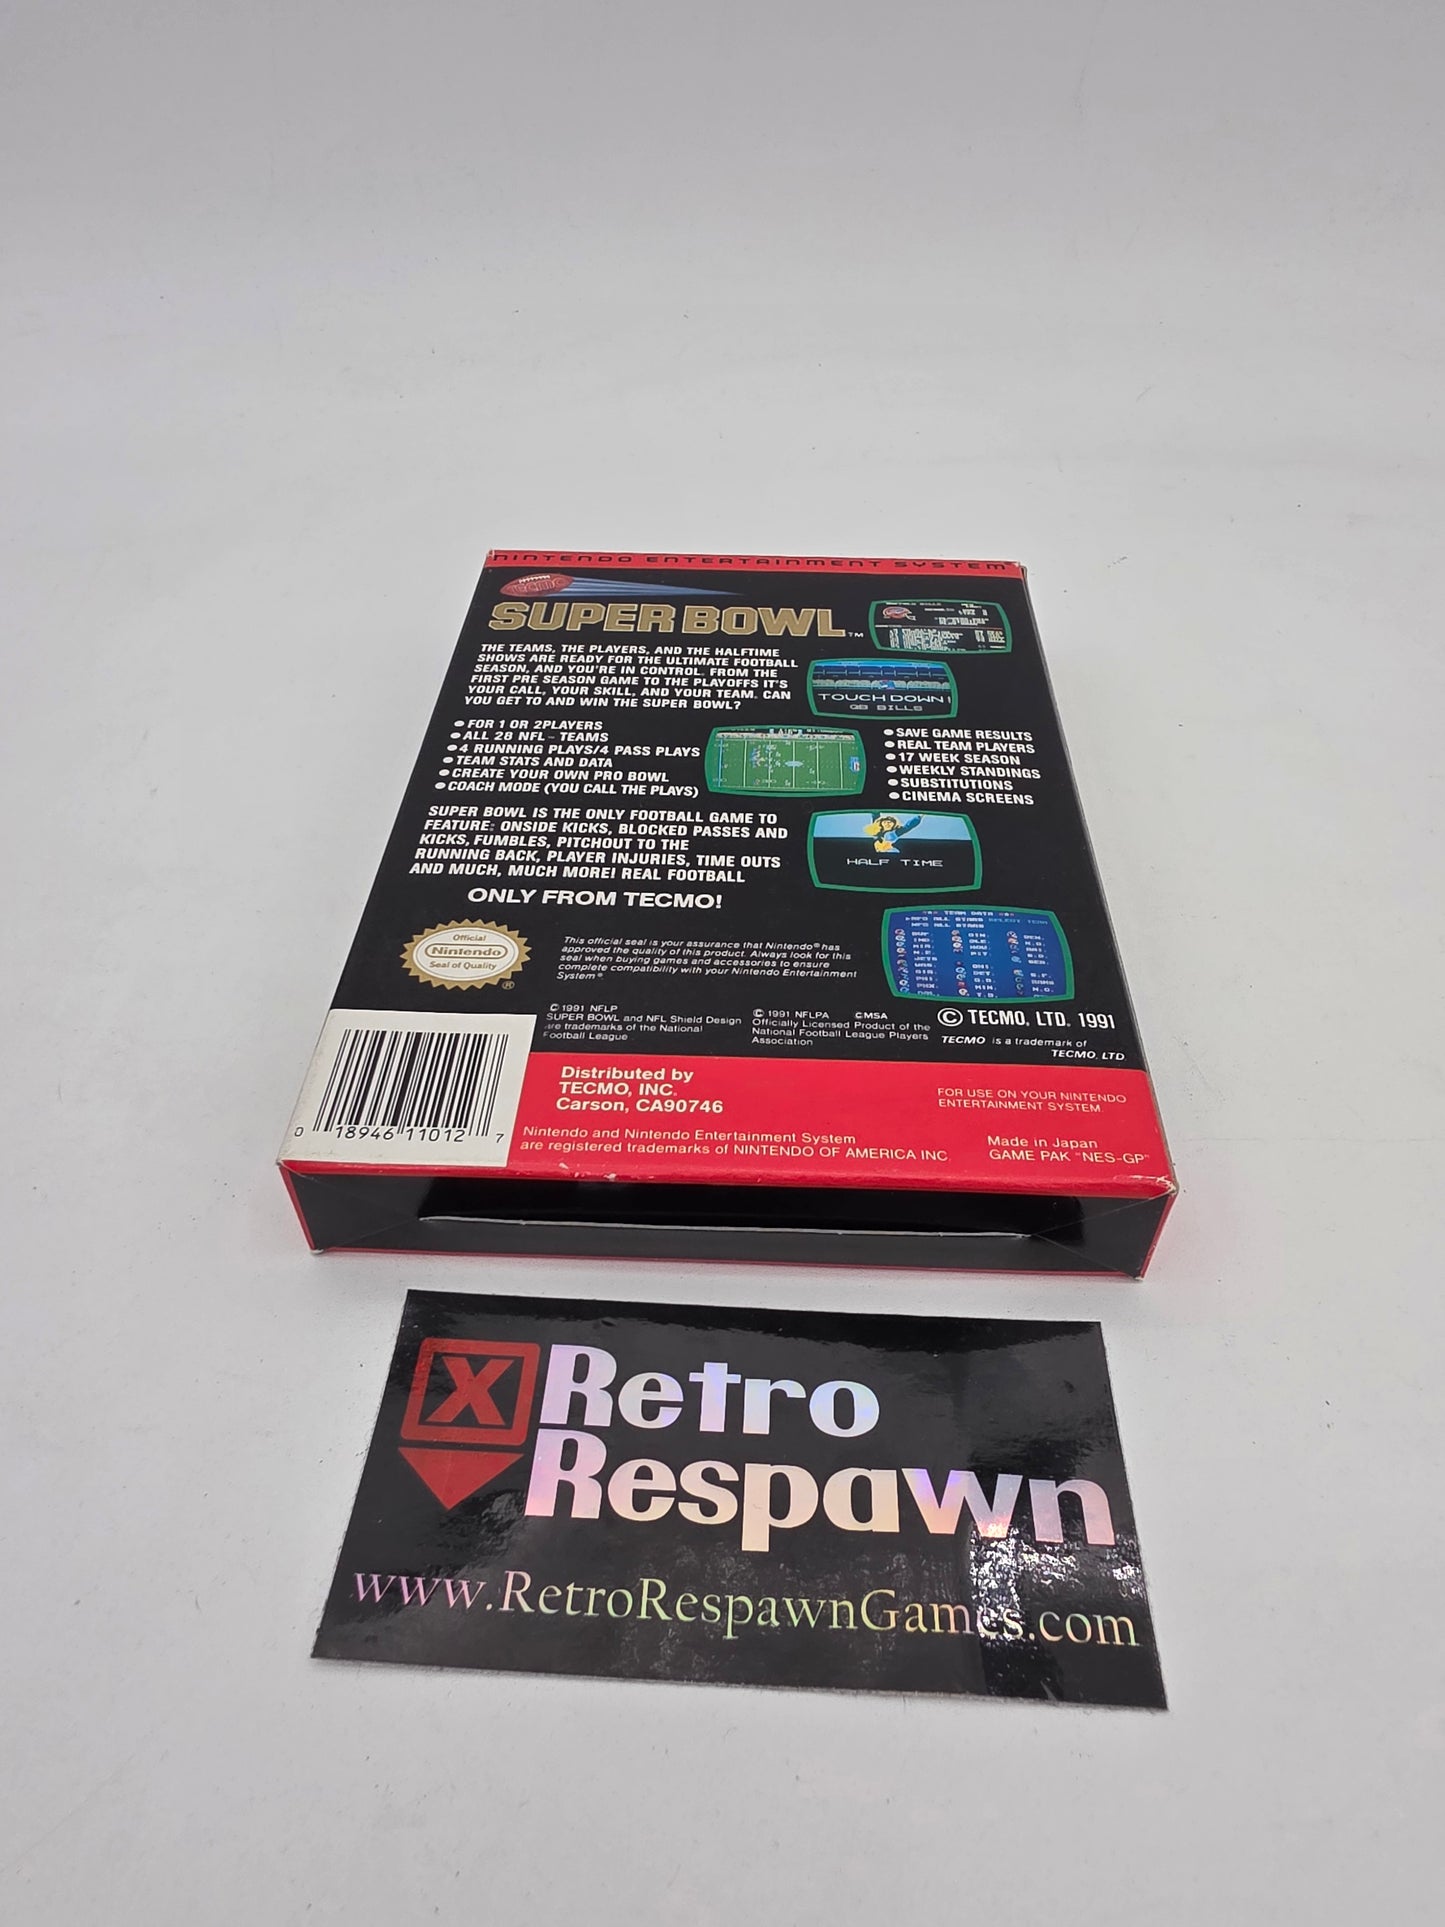 NINTENDO ENTERTAINMENT SYSTEM
TECMO
SUPER BOWL™
THE TEAMS, THE PLAYERS, AND THE HALFTIME
SHOWS ARE READY FOR THE ULTIMATE FOOTBALL
SEASON, AND YOU'RE IN CONTROL. FROM THE
FIRST PRE SEASON GAME TO THE PLAYOFFS IT'S
YOUR CALL, YOUR SKILL, AND YOUR TEAM. CAN
YOU GET TO AND WIN THE SUPER BOWL?
TOUCH DOWN!
QB BILLS
● FOR 1 OR 2PLAYERS
● ALL 28 NFL™ TEAMS
● 4 RUNNING PLAYS/4 PASS PLAYS
● TEAM STATS AND DATA
● CREATE YOUR OWN PRO BOWL
● COACH MODE (YOU CALL THE PLAYS)
● SAVE GAME RESULTS
● REAL TEAM PLAYERS
● 17 WEEK SEASON
● WEEKLY STANDINGS
● SUBSTITUTIONS
● CINEMA SCREENS
SUPER BOWL IS THE ONLY FOOTBALL GAME TO
FEATURE: ONSIDE KICKS, BLOCKED PASSES AND
KICKS, FUMBLES, PITCHOUT TO THE
RUNNING BACK, PLAYER INJURIES, TIME OUTS
AND MUCH, MUCH MORE! REAL FOOTBALL
ONLY FROM TECMO!
HALF TIME
TEAM DATA
NFC ALL STARS
Official
Nintendo
Seal of Quality
®
This official seal is your assurance that Nintendo® has
approved the quality of this product. Always look for this
seal when buying games and accessories to ensure
complete compatibility with your Nintendo Entertainment
System®
© 1991 NFLP
SUPER BOWL and NFL Shield Design
are trademarks of the National
Football League
© 1991 NFLPA ©MSA
Officially Licensed Product of the
National Football League Players
Association
© TECMO, LTD. 1991
TECMO is a trademark of
TECMO. LTD
0 18946 11012 7
Distributed by
TECMO, INC.
Carson, CA90746
FOR USE ON YOUR NINTENDO
ENTERTAINMENT SYSTEM.
Nintendo and Nintendo Entertainment System
are registered trademarks of NINTENDO OF AMERICA INC
Made in Japan
GAME PAK "NES-GP"
X
Retro
Respawn
www.RetroRespawnGames.com